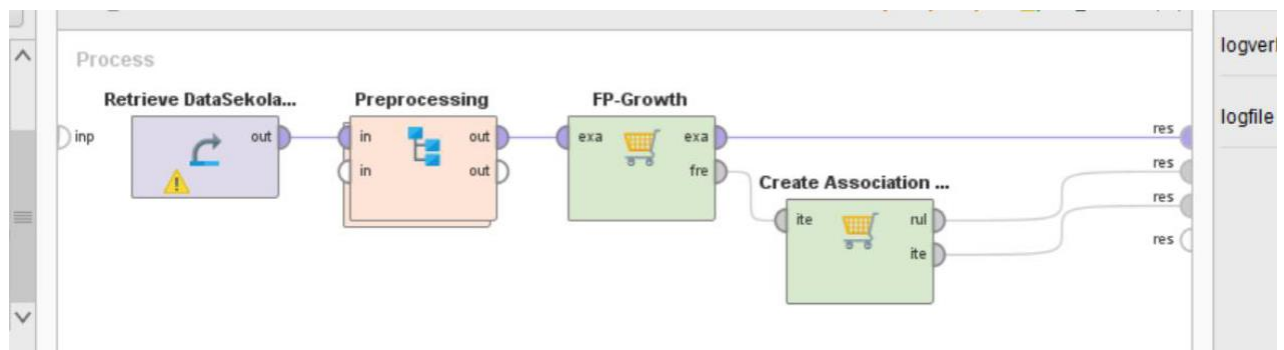 Process
Retrieve DataSekola...
inp
out
Preprocessing
in
out
in
out
FP-Growth
exa
exa
fre
Create Association ...
ite
rul
ite
res
res
res
res
logverl
logfile